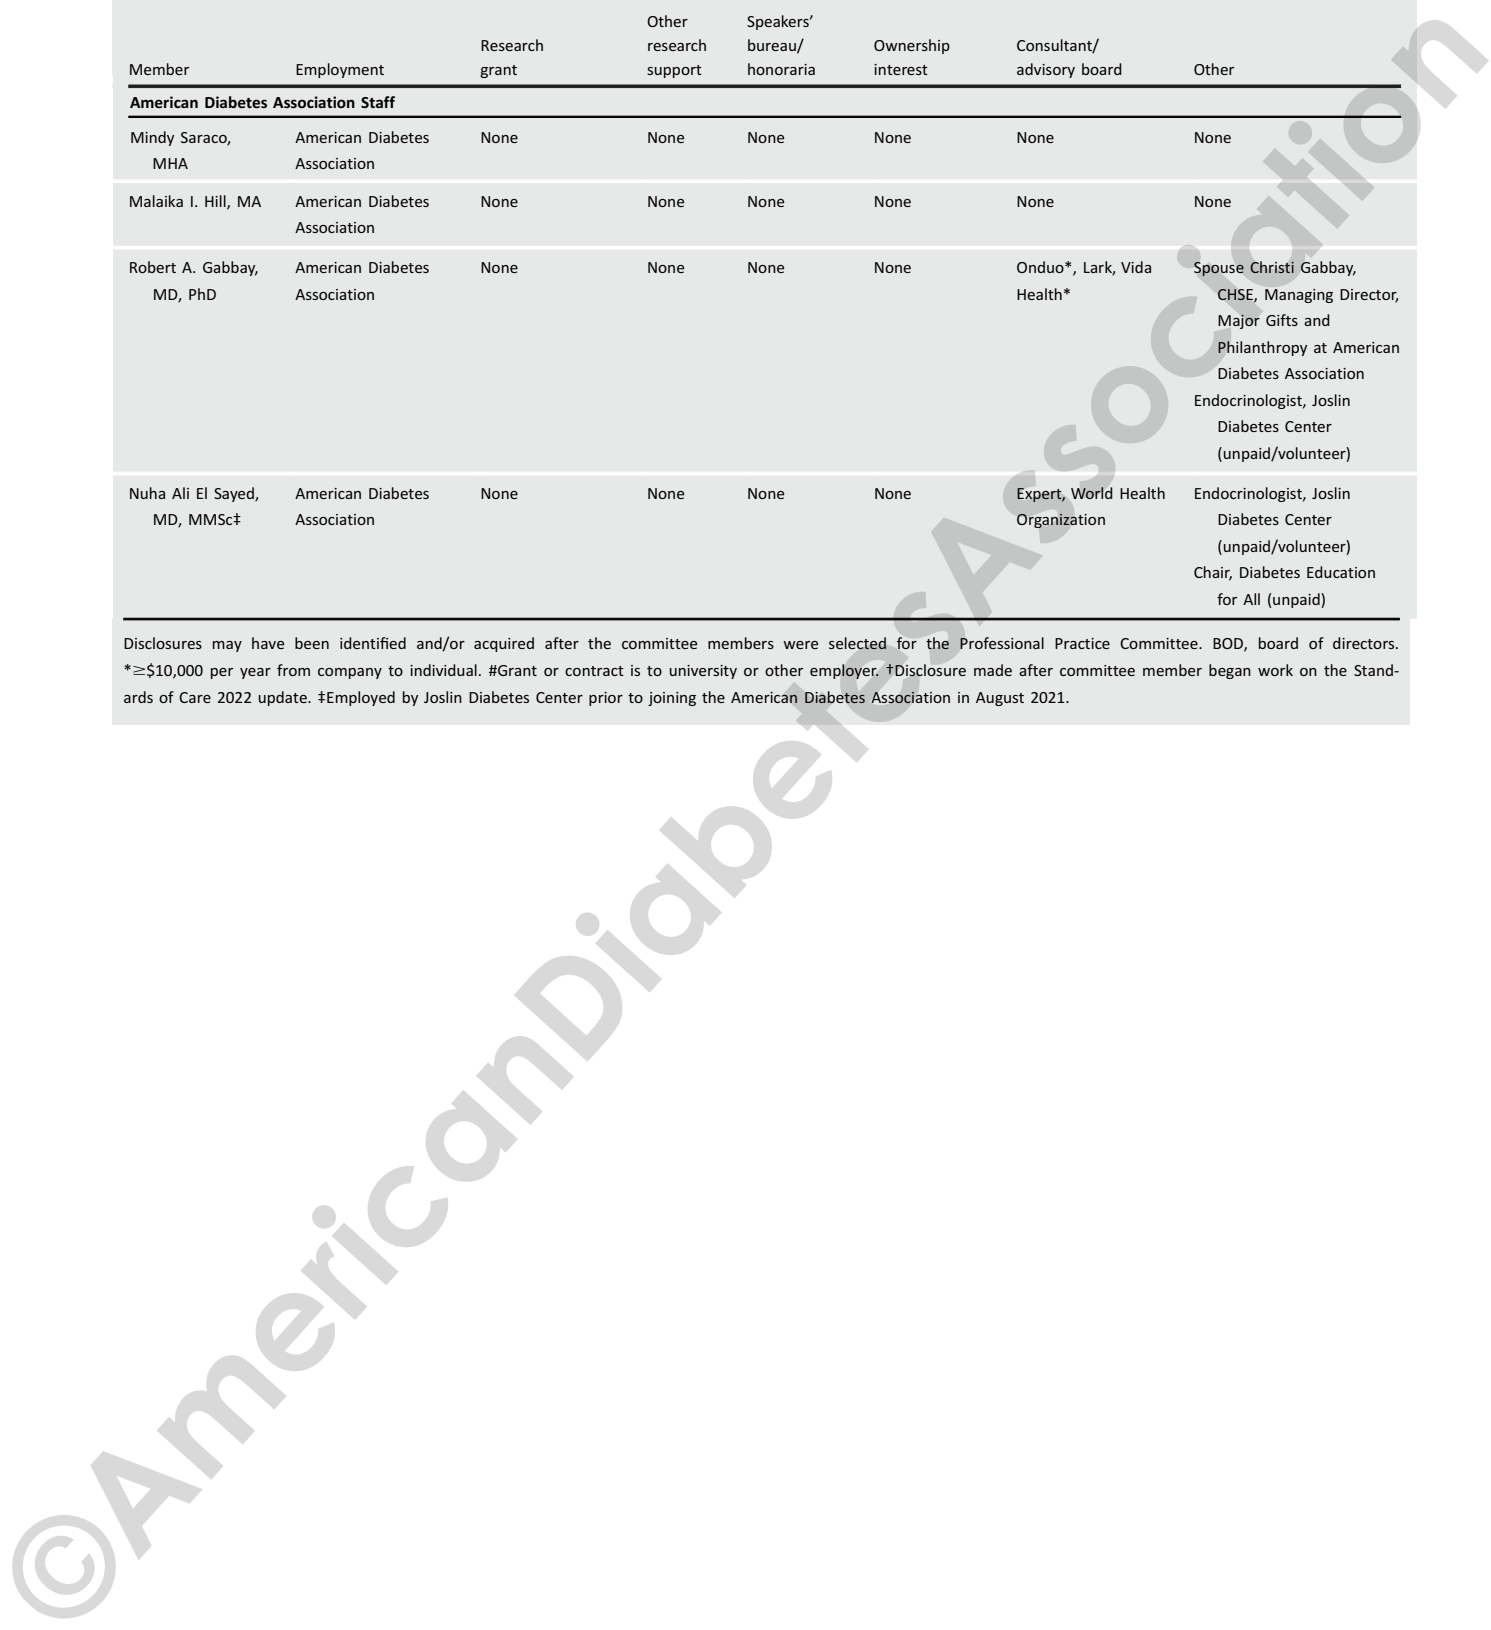 Member Employment Research grant Other research support Speakers’ bureau/ honoraria Ownership interest Consultant/ advisory board Other
American Diabetes Association Staff
Mindy Saraco, MHA American Diabetes Association None None None None None None
Malaika I. Hill, MA American Diabetes Association None None None None None None
Robert A. Gabbay, MD, PhD American Diabetes Association None None None None Onduo*, Lark, Vida Health* Spouse Christi Gabbay, CHSE, Managing Director, Major Gifts and Philanthropy at American Diabetes Association Endocrinologist, Joslin Diabetes Center (unpaid/volunteer)
Nuha Ali El Sayed, MD, MMSc‡ American Diabetes Association None None None None Expert, World Health Organization Endocrinologist, Joslin Diabetes Center (unpaid/volunteer) Chair, Diabetes Education for All (unpaid)
Disclosures may have been identified and/or acquired after the committee members were selected for the Professional Practice Committee. BOD, board of directors.
*≥$10,000 per year from company to individual. #Grant or contract is to university or other employer. †Disclosure made after committee member began work on the Stand-
ards of Care 2022 update. ‡Employed by Joslin Diabetes Center prior to joining the American Diabetes Association in August 2021.
©AmericanDiabetesAssociation